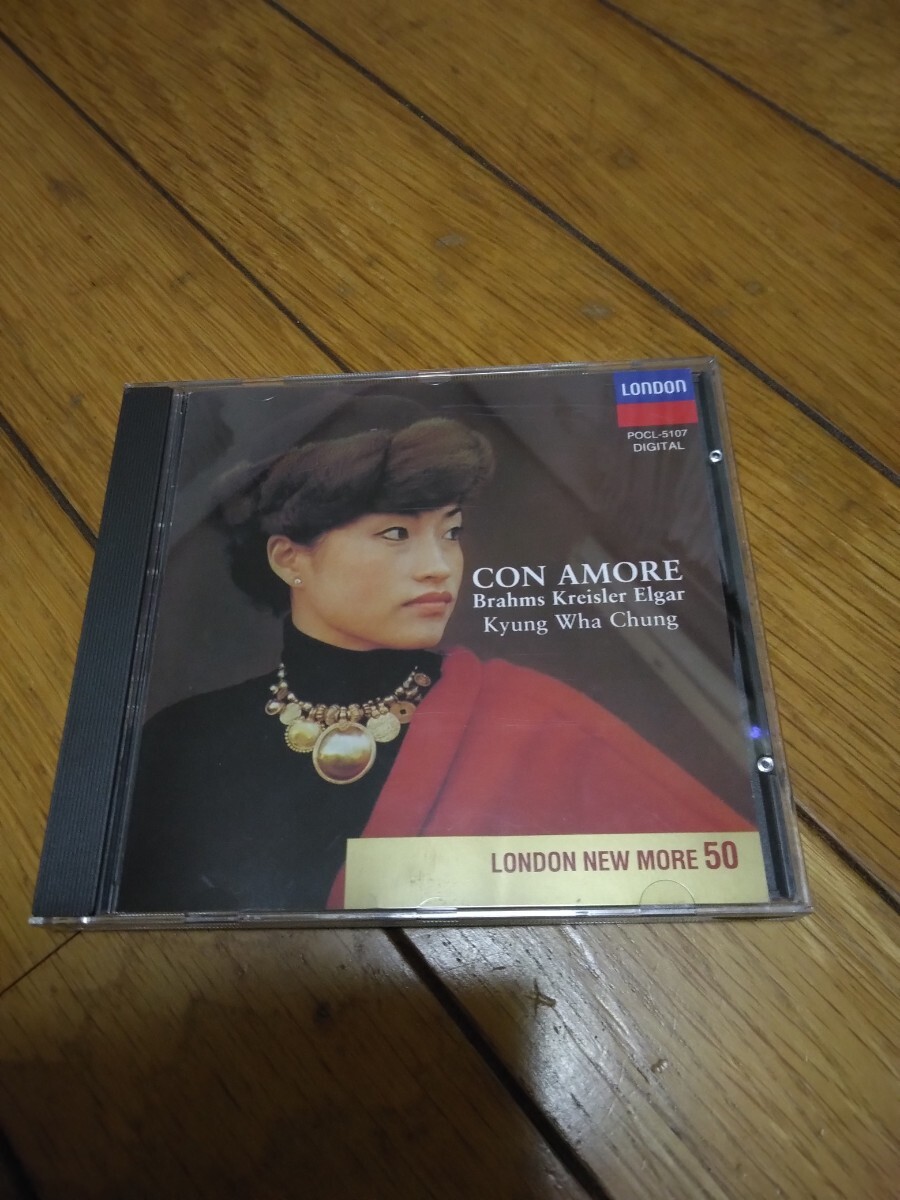 LONDON
POCL-5107
DIGITAL
CON AMORE
Brahms Kreisler Elgar
Kyung Wha Chung
LONDON NEW MORE 50